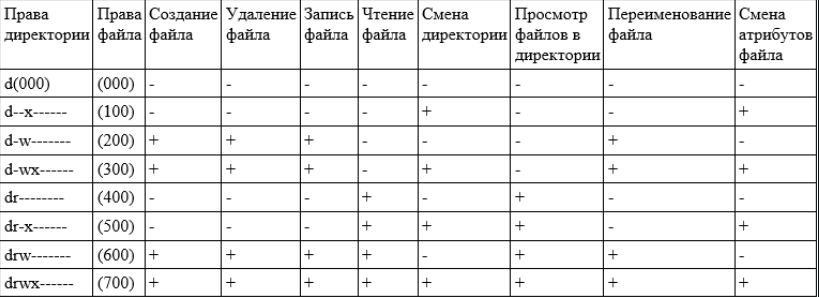 Права директории | Права файла | Создание файла | Удаление файла | Запись файла | Чтение файла | Смена директории | Просмотр файлов в директории | Переименование файла | Смена атрибутов файла
d(000) | (000) | - | - | - | - | - | - | - | -
d--x------ | (100) | - | - | - | - | + | - | - | +
d-w------- | (200) | + | + | + | - | - | - | + | -
d-wx------ | (300) | + | + | + | - | + | - | + | +
dr-------- | (400) | - | - | - | + | - | + | - | -
dr-x------ | (500) | - | - | - | + | + | + | - | +
drw------- | (600) | + | + | + | + | - | + | + | -
drwx------ | (700) | + | + | + | + | + | + | + | +